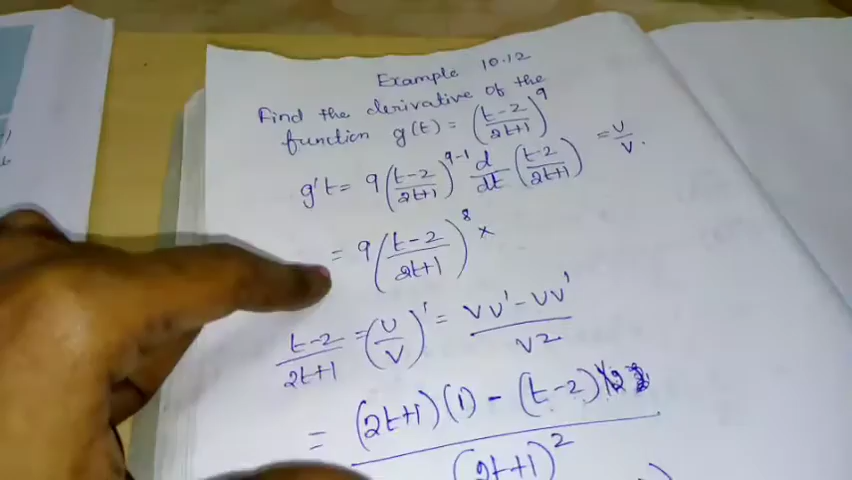 Example 10.12
Find the derivative of the
function g(t) = ((t-2)/(2t+1))^9
g't = 9((t-2)/(2t+1))^(9-1) d/dt ((t-2)/(2t+1)) = u/v.
= 9((t-2)/(2t+1))^8 ×
(t-2)/(2t+1) = (u/v)' = (vu' - uv')/v2
= ((2t+1)(1) - (t-2)
(2t+1)^2